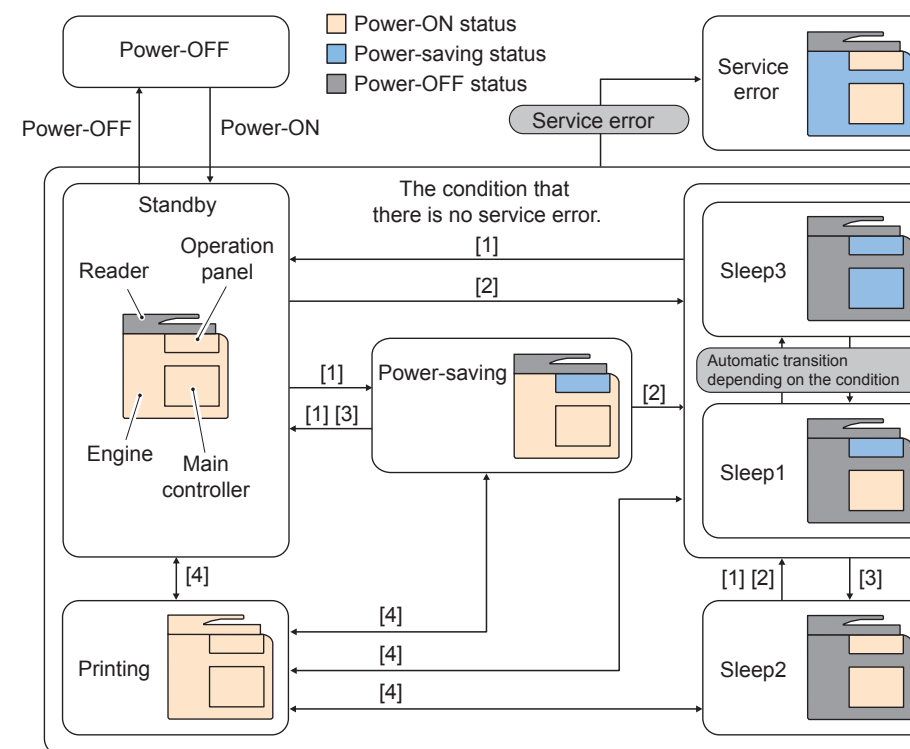 Power-OFF
Power-ON status
Power-saving status
Power-OFF status
Service
error
Service error
Power-OFF
Power-ON
Standby
The condition that
there is no service error.
Operation
panel
Reader
Engine
Main
controller
[1]
[2]
Sleep3
Automatic transition
depending on the condition
[1]
[1] [3]
Power-saving
[2]
Sleep1
[4]
[1] [2]
[3]
Printing
[4]
[4]
[4]
Sleep2